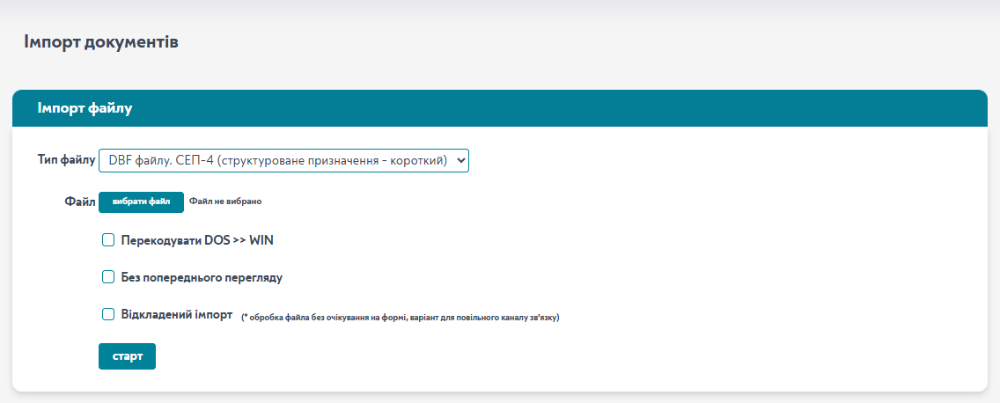 Імпорт документів
Імпорт файлу
Тип файлу DBF файлу. СЕП-4 (структуроване призначення - короткий)
Файл вибрати файл Файл не вибрано
Перекодувати DOS >> WIN
Без попереднього перегляду
Відкладений імпорт (* обробка файла без очікування на формі, варіант для повільного каналу зв'язку)
старт